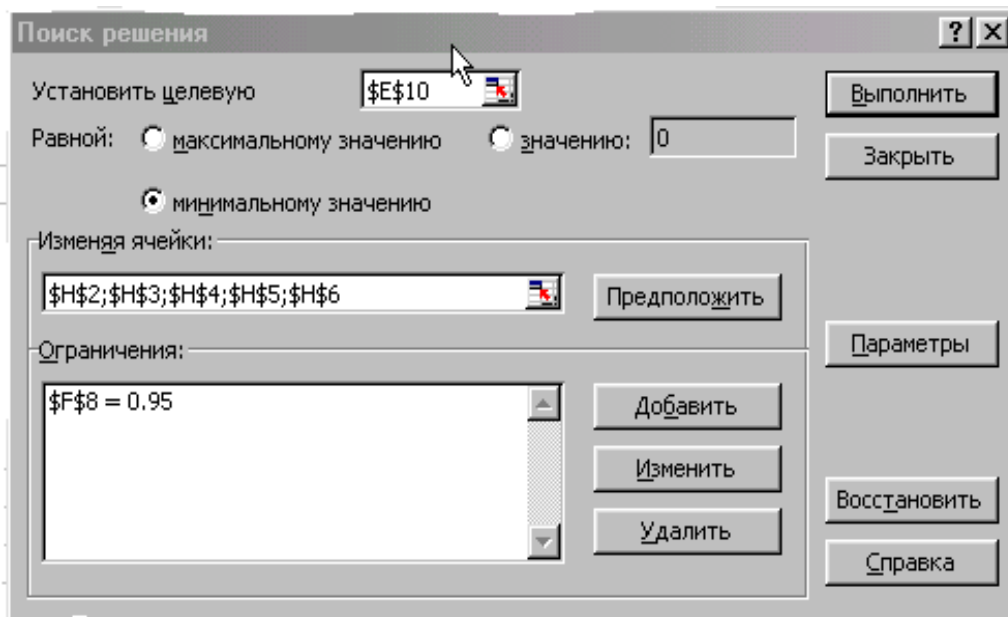 Поиск решения
Установить целевую $E$10 Выполнить
Равной: максимальному значению значению: 0 Закрыть
минимальному значению
Изменяя ячейки:
$H$2;$H$3;$H$4;$H$5;$H$6 Предположить
Ограничения: Параметры
$F$8 = 0.95 Добавить
Изменить
Восстановить
Удалить
Справка